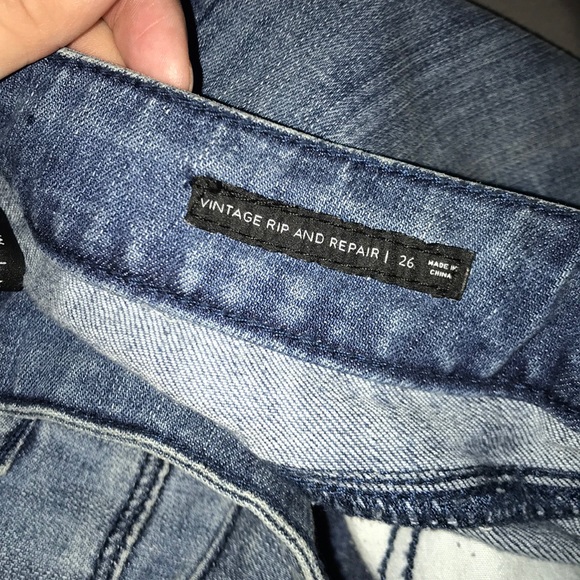 VINTAGE RIP AND REPAIR | 26
MADE IN
CHINA